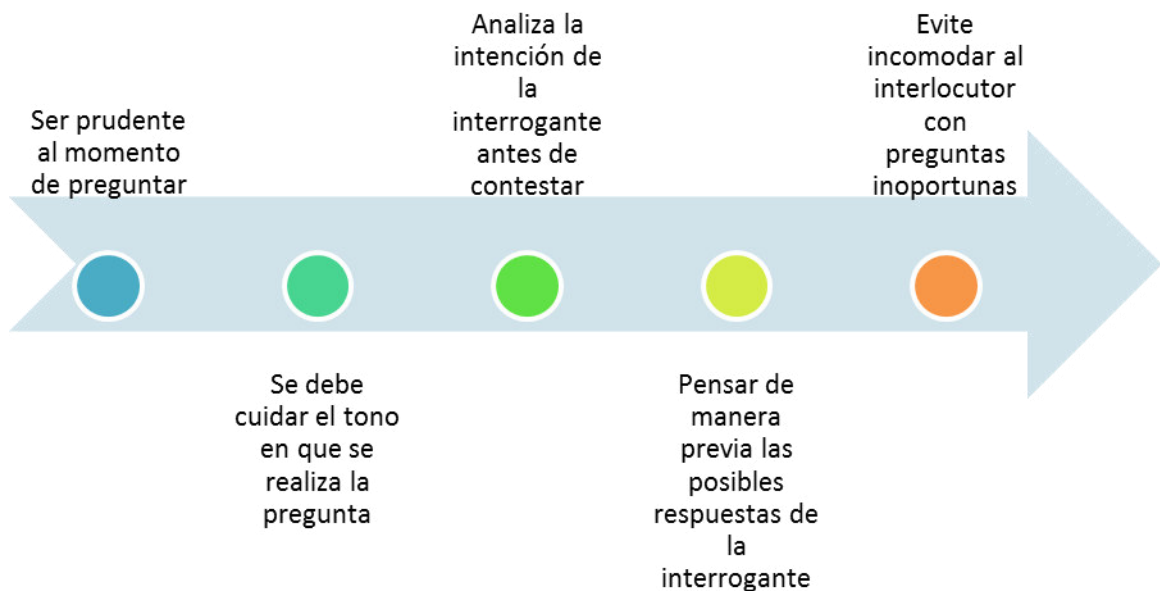 Ser prudente
al momento
de preguntar
Se debe
cuidar el tono
en que se
realiza la
pregunta
Analiza la
intención de
la
interrogante
antes de
contestar
Pensar de
manera
previa las
posibles
respuestas de
la
interrogante
Evite
incomodar al
interlocutor
con
preguntas
inoportunas